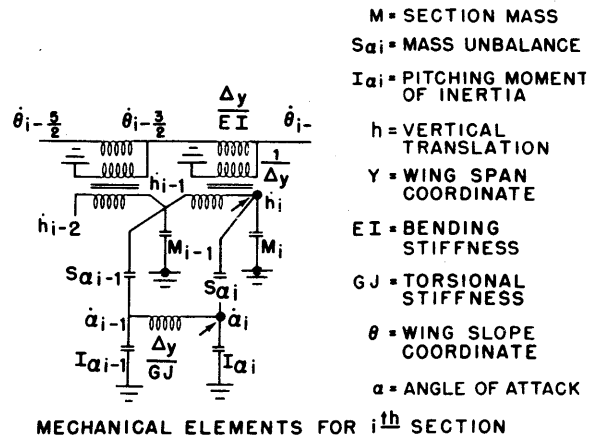 M = SECTION MASS
Sαi = MASS UNBALANCE
Iαi = PITCHING MOMENT
OF INERTIA
h = VERTICAL
TRANSLATION
Y = WING SPAN
COORDINATE
EI = BENDING
STIFFNESS
GJ = TORSIONAL
STIFFNESS
θ = WING SLOPE
COORDINATE
α = ANGLE OF ATTACK
θ̇i-5/2
θ̇i-3/2
Δy/EI
θ̇i-
1/Δy
ḣi-1
ḣi
ḣi-2
Mi-1
Mi
Sαi-1
Sαi
α̇i-1
α̇i
Iαi-1
Δy/GJ
Iαi
MECHANICAL ELEMENTS FOR ith SECTION